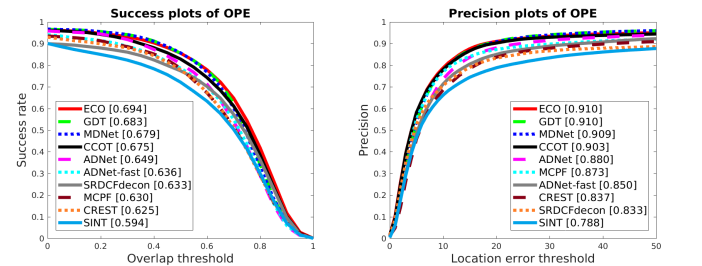 Success plots of OPE
1
0.9
0.8
0.7
0.6
0.5
0.4
0.3
0.2
0.1
0
Success rate
ECO [0.694]
GDT [0.683]
MDNet [0.679]
CCOT [0.675]
ADNet [0.649]
ADNet-fast [0.636]
SRDCFdecon [0.633]
MCPF [0.630]
CREST [0.625]
SINT [0.594]
0 0.2 0.4 0.6 0.8 1
Overlap threshold
Precision plots of OPE
1
0.9
0.8
0.7
0.6
0.5
0.4
0.3
0.2
0.1
0
Precision
ECO [0.910]
GDT [0.910]
MDNet [0.909]
CCOT [0.903]
ADNet [0.880]
MCPF [0.873]
ADNet-fast [0.850]
CREST [0.837]
SRDCFdecon [0.833]
SINT [0.788]
0 10 20 30 40 50
Location error threshold